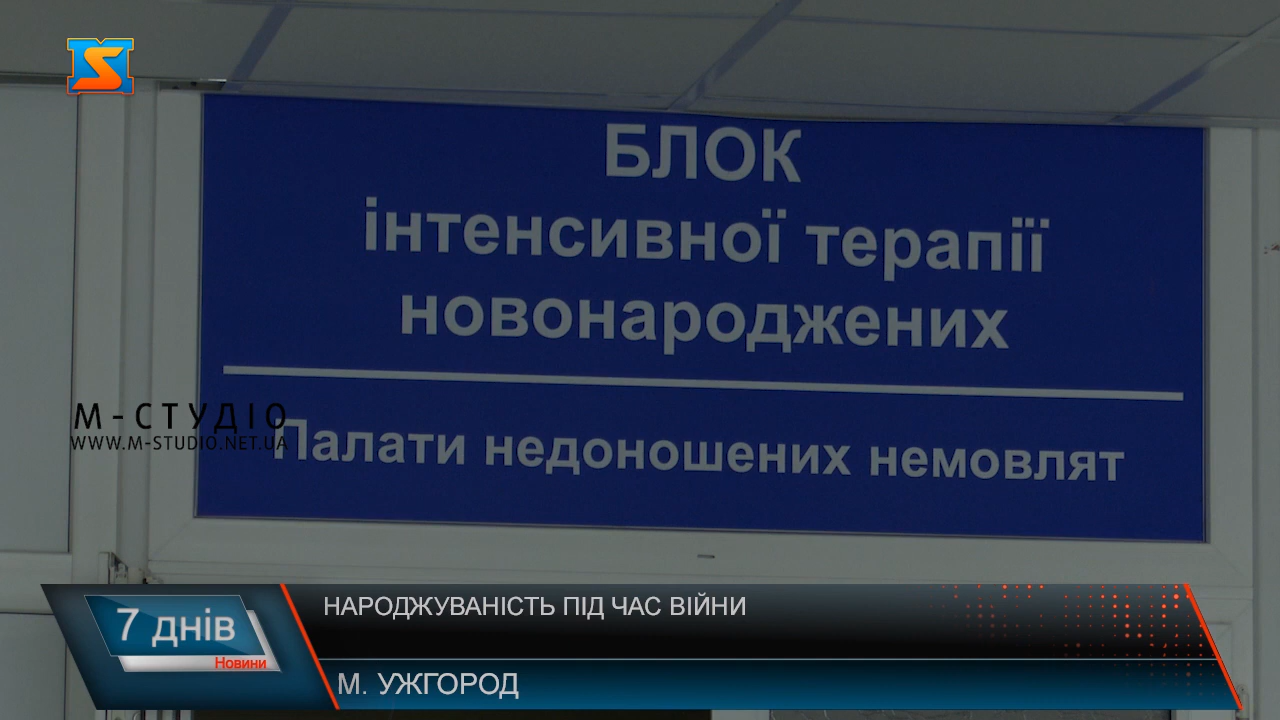 БЛОК
інтенсивної терапії
новонароджених
Палати недоношених немовлят
М-СТУДІО
WWW.M-STUDIO.NET.UA
7 днів
Новини
НАРОДЖУВАНІСТЬ ПІД ЧАС ВІЙНИ
М. УЖГОРОД